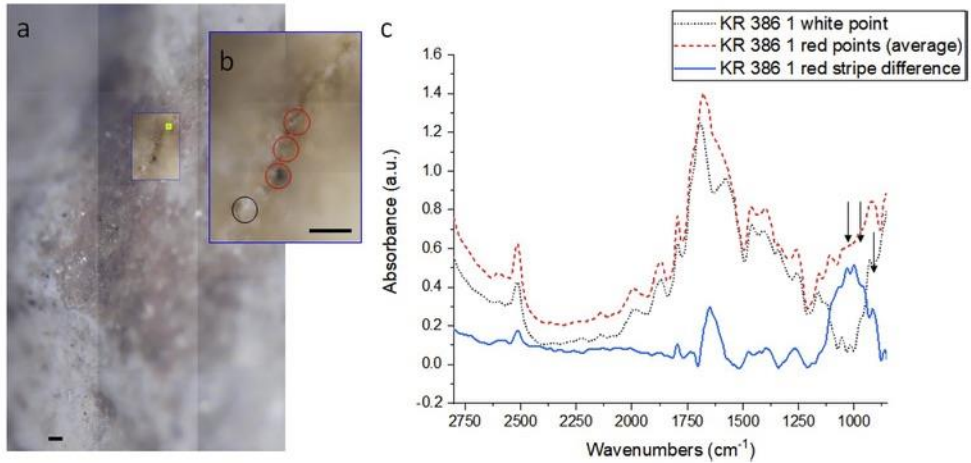 a
b
c
KR 386 1 white point
KR 386 1 red points (average)
KR 386 1 red stripe difference
1.6
1.4
1.2
1.0
0.8
0.6
0.4
0.2
0.0
-0.2
Absorbance (a.u.)
2750 2500 2250 2000 1750 1500 1250 1000
Wavenumbers (cm⁻¹)